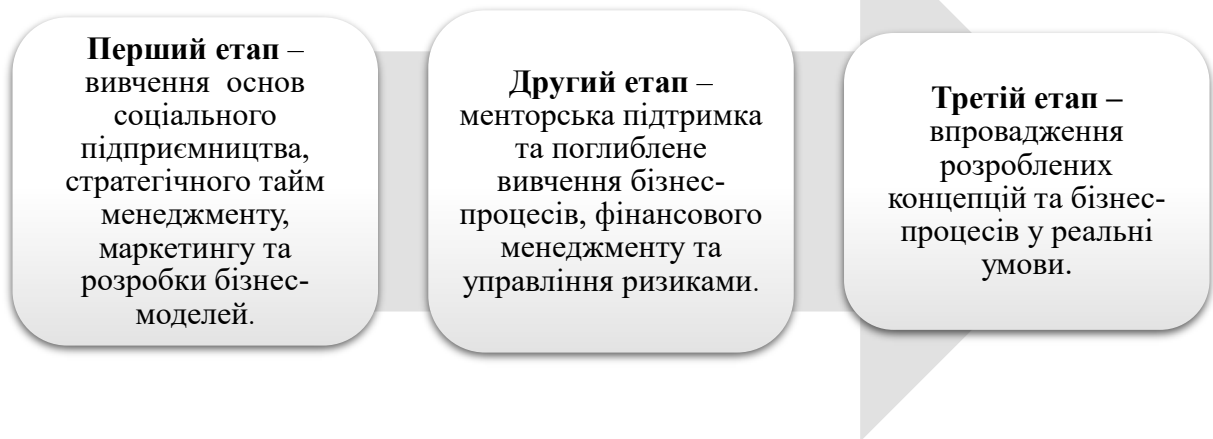 Перший етап –
вивчення основ
соціального
підприємництва,
стратегічного тайм
менеджменту,
маркетингу та
розробки бізнес-
моделей.
Другий етап –
менторська підтримка
та поглиблене
вивчення бізнес-
процесів, фінансового
менеджменту та
управління ризиками.
Третій етап –
впровадження
розроблених
концепцій та бізнес-
процесів у реальні
умови.